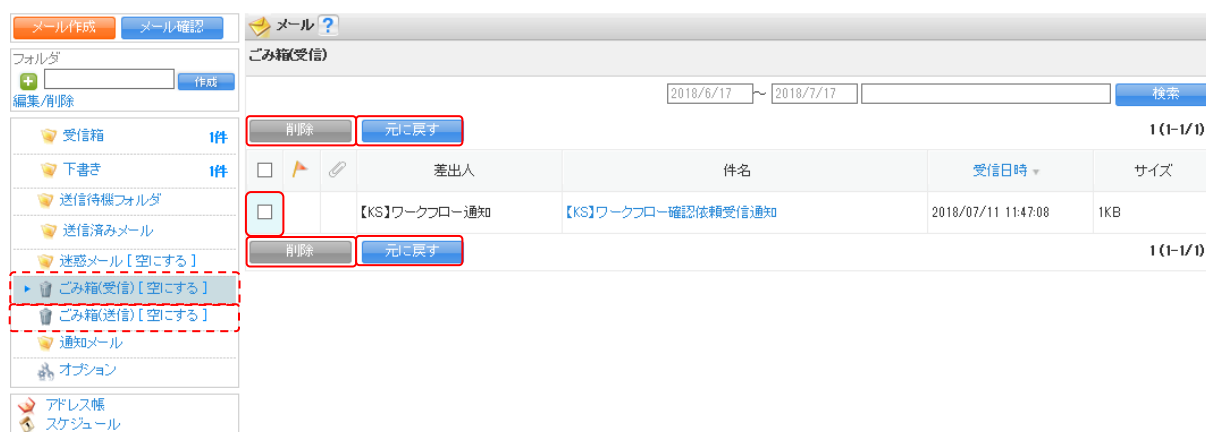 メール作成 メール確認
フォルダ
作成
編集/削除
受信箱 1件
下書き 1件
送信待機フォルダ
送信済みメール
迷惑メール [ 空にする ]
ごみ箱(受信) [ 空にする ]
ごみ箱(送信) [ 空にする ]
通知メール
オプション
アドレス帳
スケジュール
メール ?
ごみ箱(受信)
2018/6/17 ～ 2018/7/17 検索
削除 元に戻す 1 (1-1/1)
差出人 件名 受信日時 ▼ サイズ
【KS】ワークフロー通知 【KS】ワークフロー確認依頼受信通知 2018/07/11 11:47:08 1KB
削除 元に戻す 1 (1-1/1)